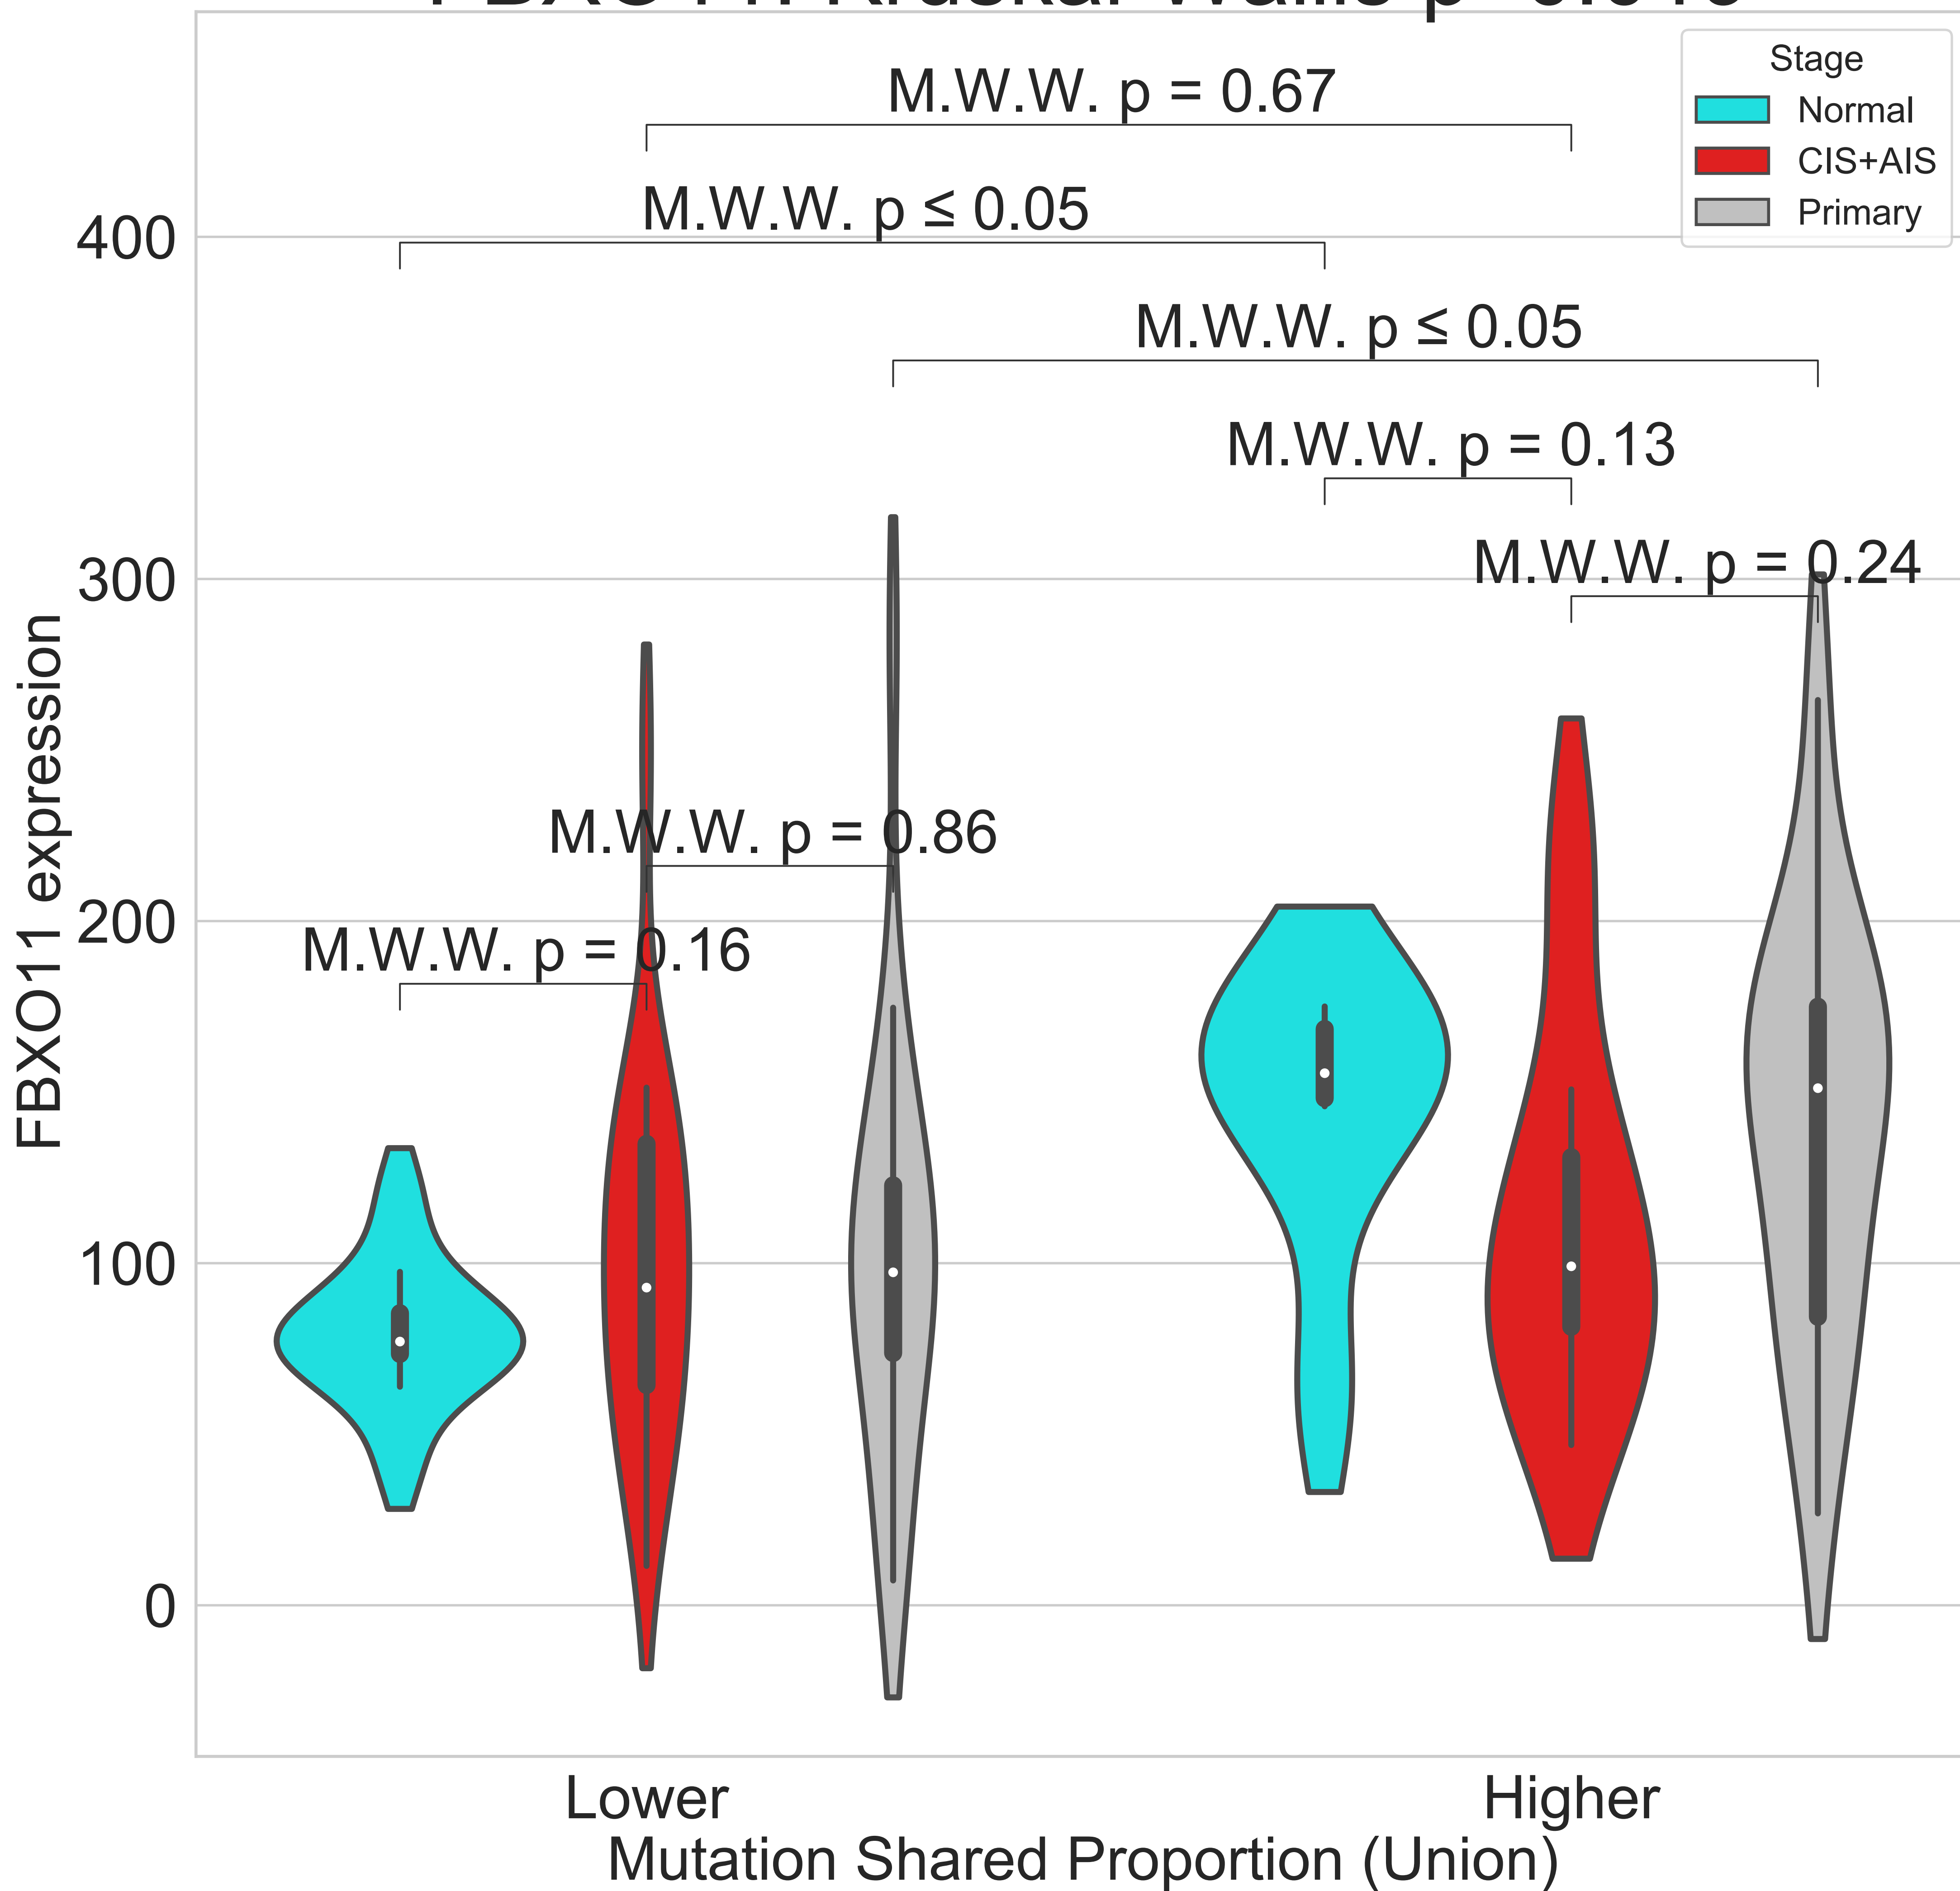 Stage
Normal
CIS+AIS
Primary
M.W.W. p = 0.67
M.W.W. p ≤ 0.05
M.W.W. p ≤ 0.05
M.W.W. p = 0.13
M.W.W. p = 0.24
M.W.W. p = 0.86
M.W.W. p = 0.16
400
300
200
100
0
FBXO11 expression
Lower
Higher
Mutation Shared Proportion (Union)